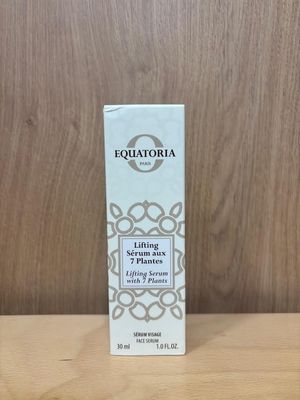 EQUATORIA
PARIS
Lifting
Sérum aux
7 Plantes
Lifting Serum
with 7 Plants
SÉRUM VISAGE
FACE SERUM
30 ml 1.0 FL.OZ.